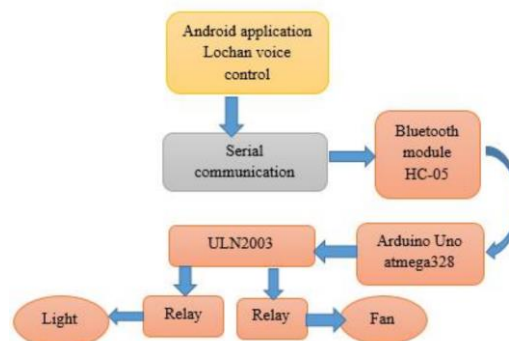 Android application
Lochan voice
control
Serial
communication
Bluetooth
module
HC-05
Arduino Uno
atmega328
ULN2003
Relay
Relay
Light
Fan